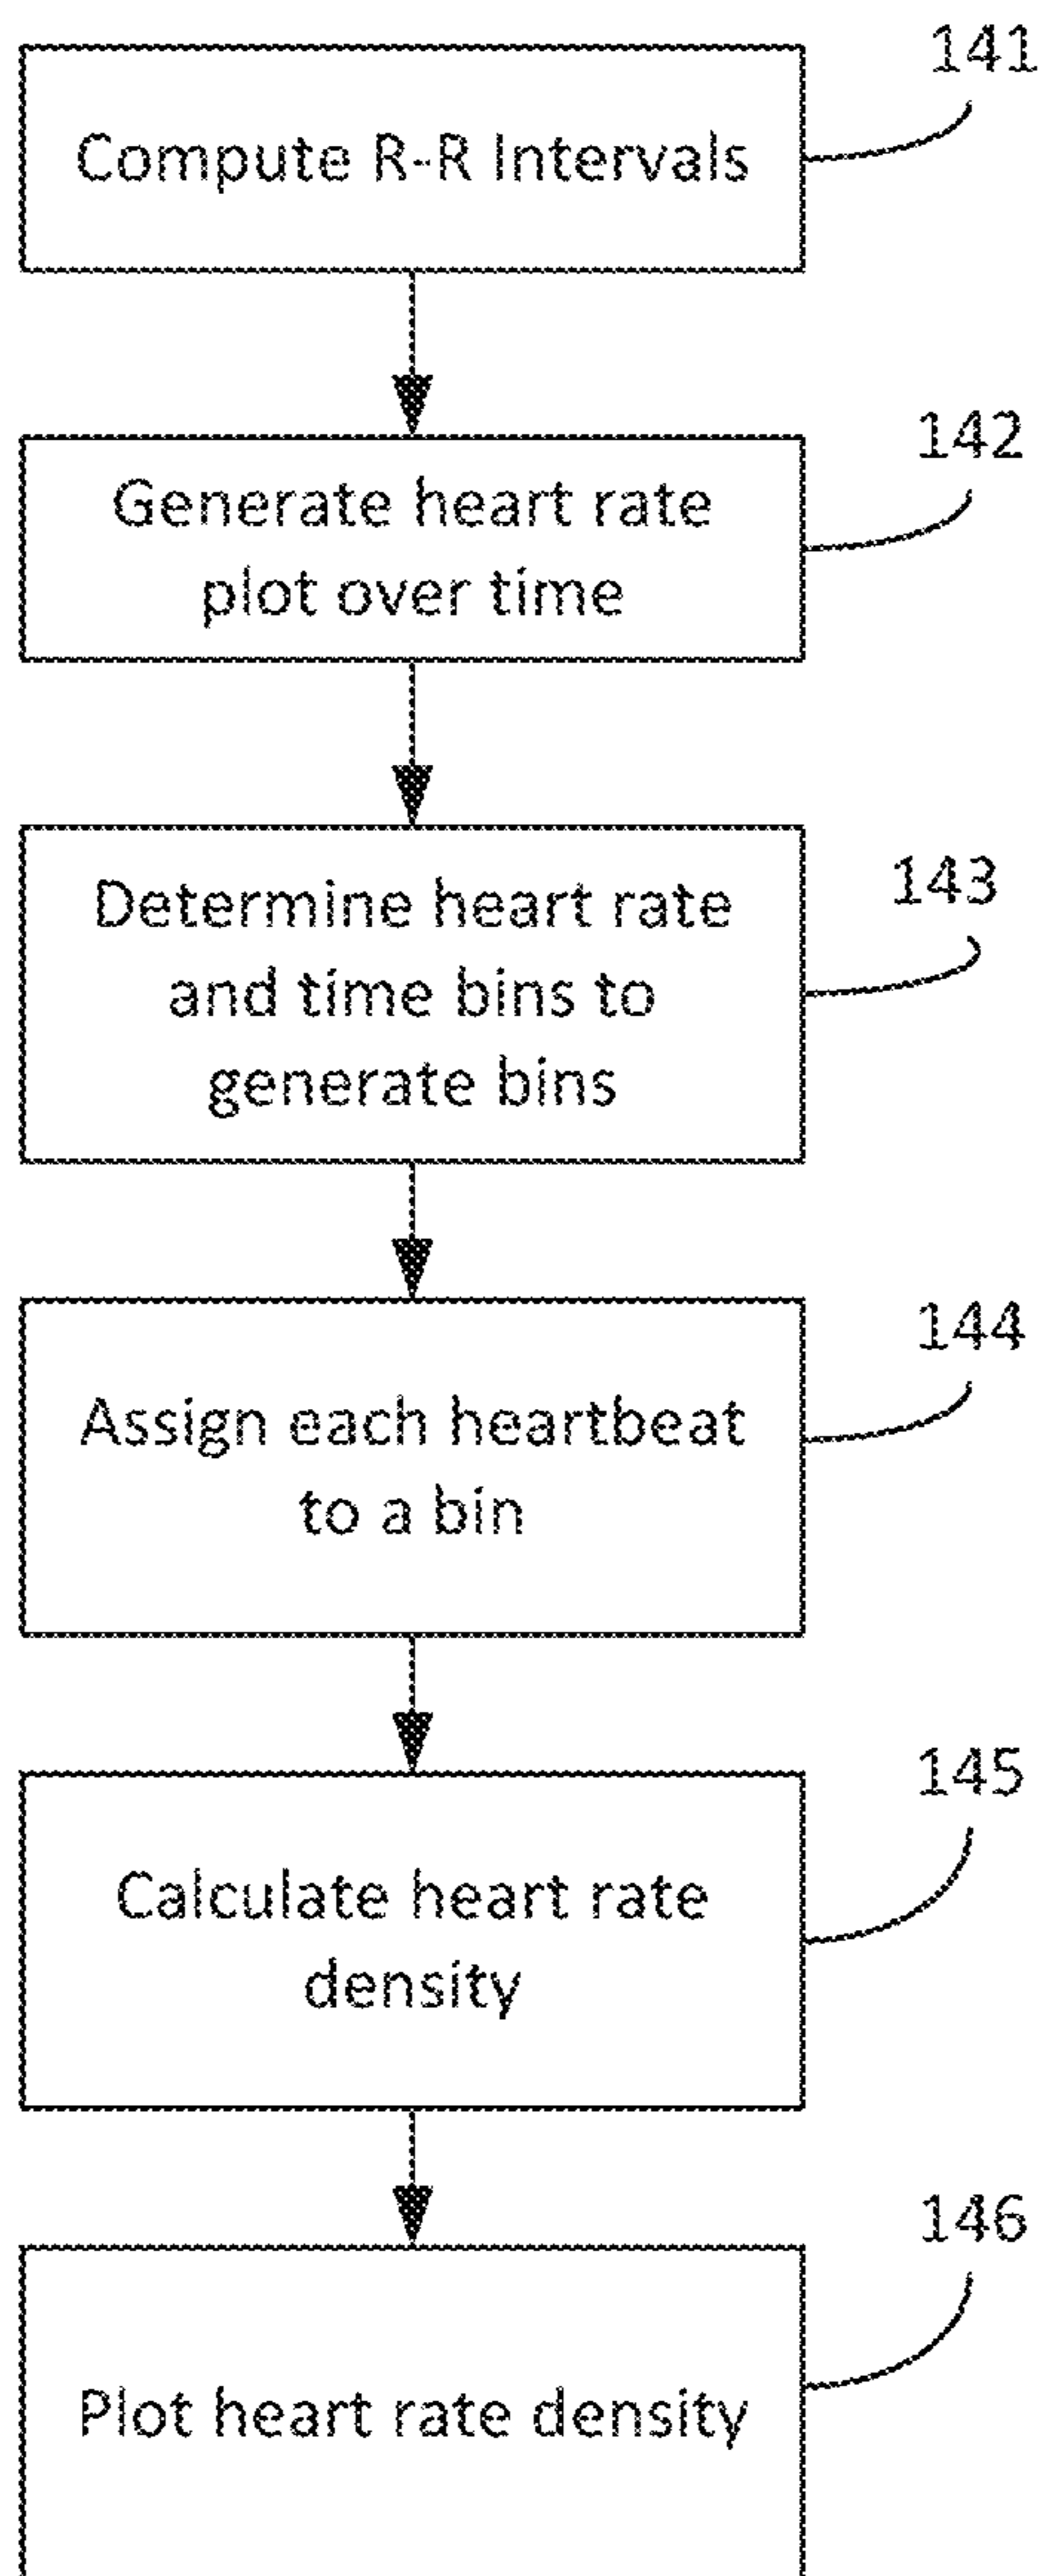 141
Compute R-R Intervals
142
Generate heart rate
plot over time
143
Determine heart rate
and time bins to
generate bins
144
Assign each heartbeat
to a bin
145
Calculate heart rate
density
146
Plot heart rate density